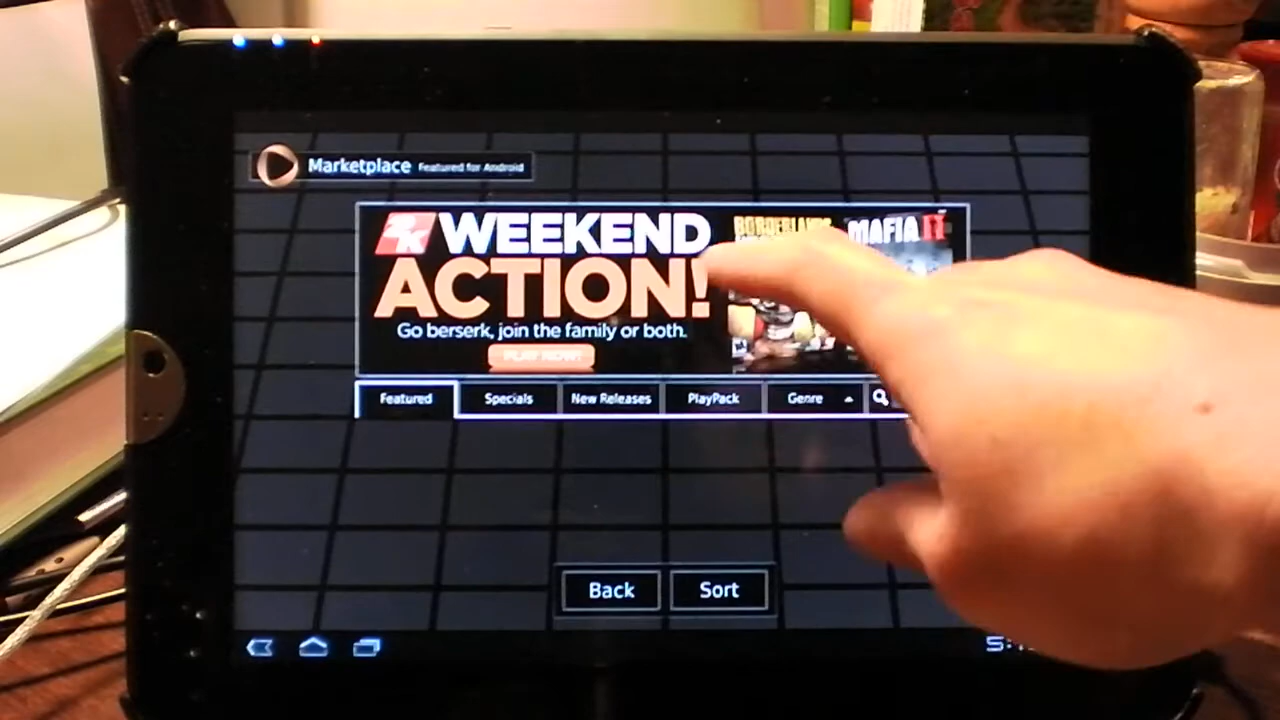 Marketplace Featured for Android
2K WEEKEND
ACTION!
Go berserk, join the family or both.
PLAY NOW!
BORDERLANDS
MAFIA II
Featured Specials New Releases PlayPack Genre
Back Sort